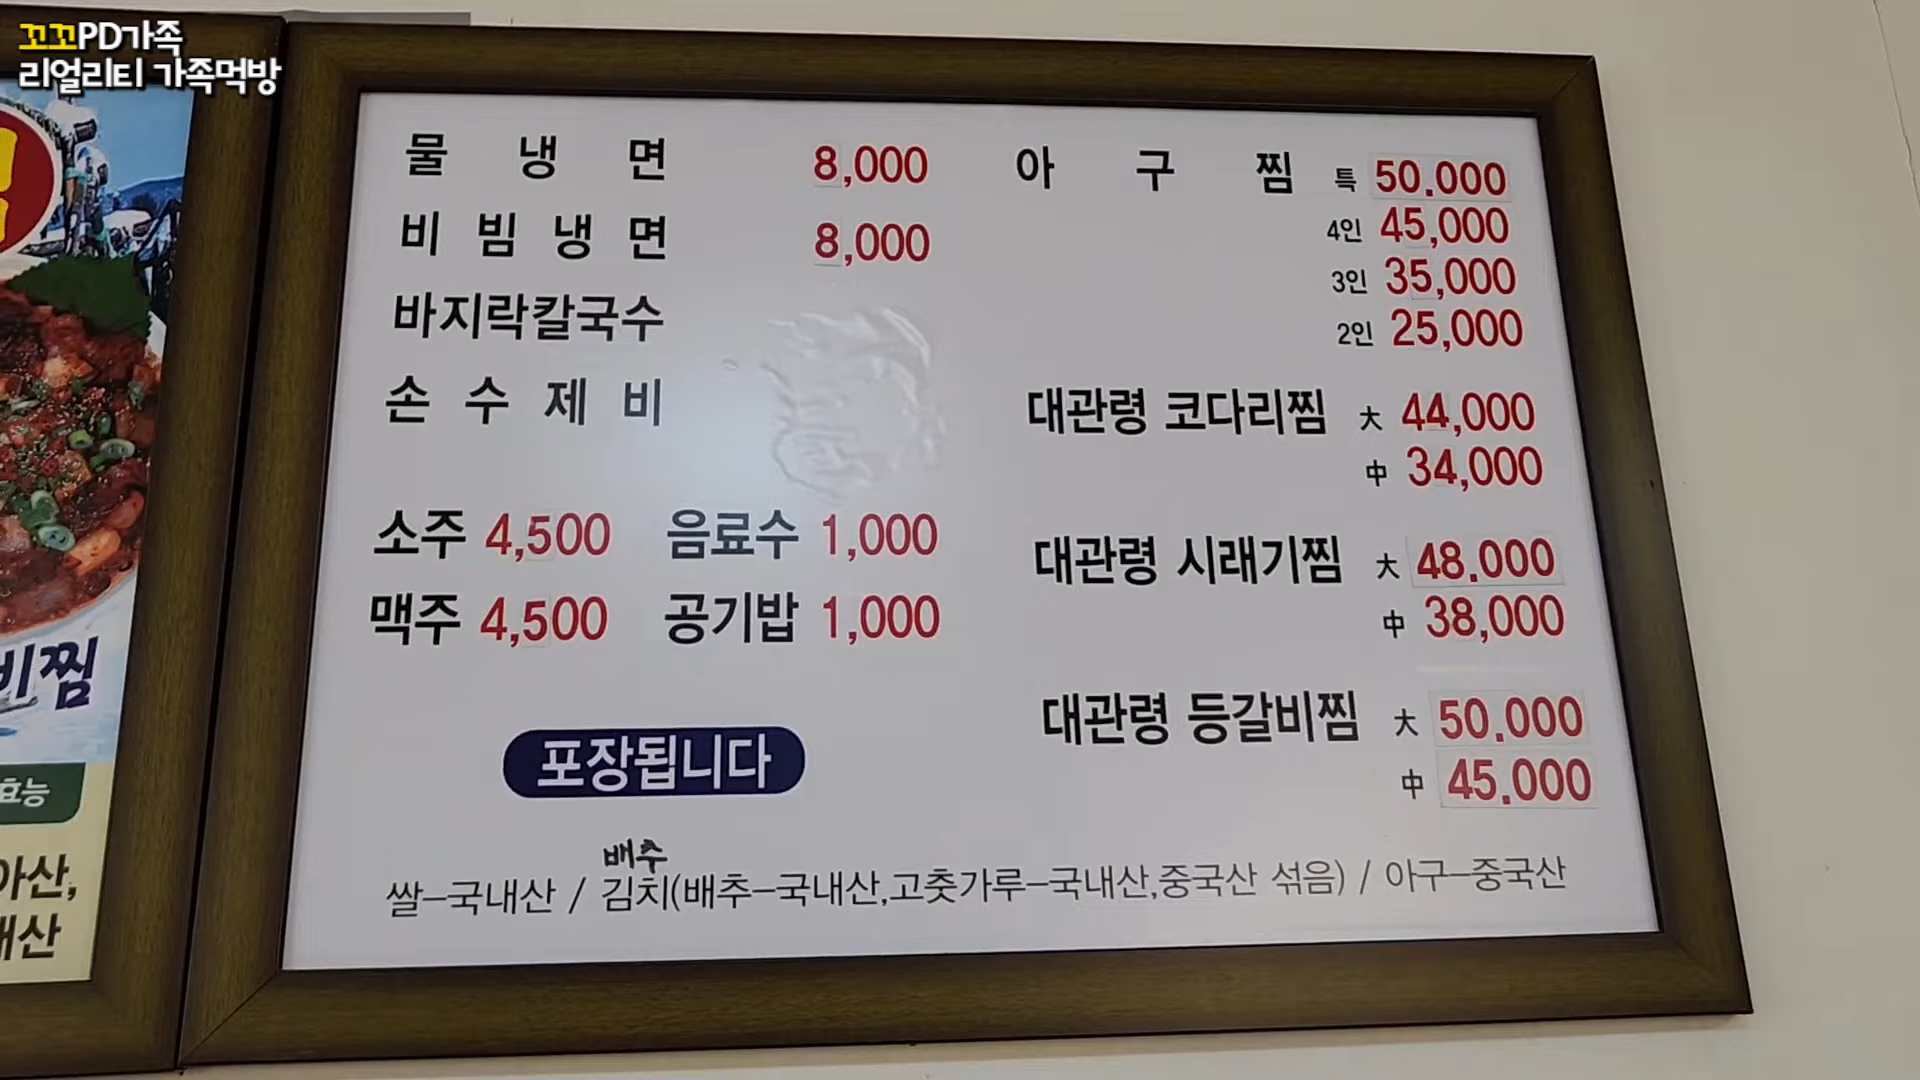 꼬꼬PD가족
리얼리티 가족먹방
물 냉 면 8,000
비 빔 냉 면 8,000
바지락칼국수
손 수 제 비
소주 4,500 음료수 1,000
맥주 4,500 공기밥 1,000
포장됩니다
아 구 찜 특 50.000
4인 45,000
3인 35,000
2인 25,000
대관령 코다리찜 大 44,000
中 34,000
대관령 시래기찜 大 48.000
中 38,000
대관령 등갈비찜 大 50.000
中 45.000
배추
쌀-국내산 / 김치(배추-국내산,고춧가루-국내산,중국산 섞음) / 아구-중국산
비찜
효능
아산,
내산